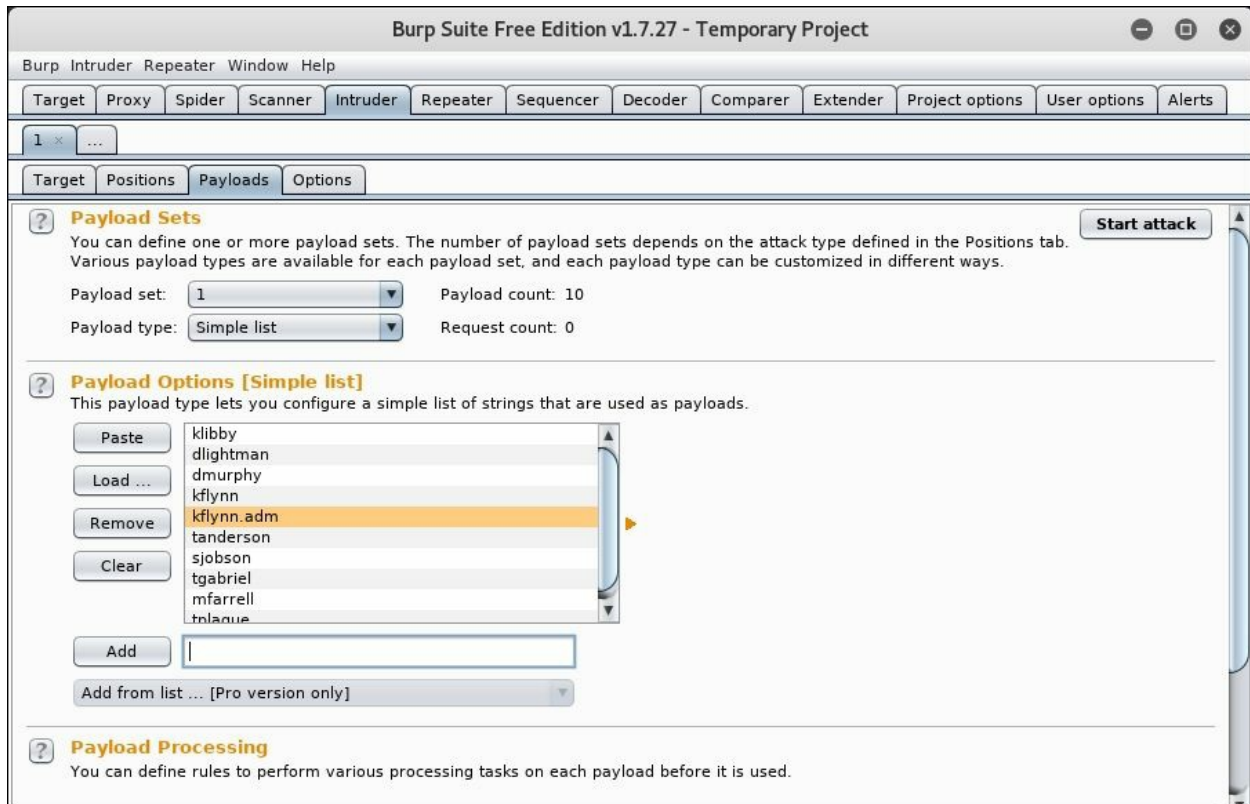 Burp Suite Free Edition v1.7.27 - Temporary Project
Burp Intruder Repeater Window Help
Target Proxy Spider Scanner Intruder Repeater Sequencer Decoder Comparer Extender Project options User options Alerts
1 × ...
Target Positions Payloads Options
? Payload Sets
Start attack
You can define one or more payload sets. The number of payload sets depends on the attack type defined in the Positions tab.
Various payload types are available for each payload set, and each payload type can be customized in different ways.
Payload set: 1 Payload count: 10
Payload type: Simple list Request count: 0
? Payload Options [Simple list]
This payload type lets you configure a simple list of strings that are used as payloads.
Paste
Load ...
Remove
Clear
klibby
dlightman
dmurphy
kflynn
kflynn.adm
tanderson
sjobson
tgabriel
mfarrell
tplague
Add
Add from list ... [Pro version only]
? Payload Processing
You can define rules to perform various processing tasks on each payload before it is used.